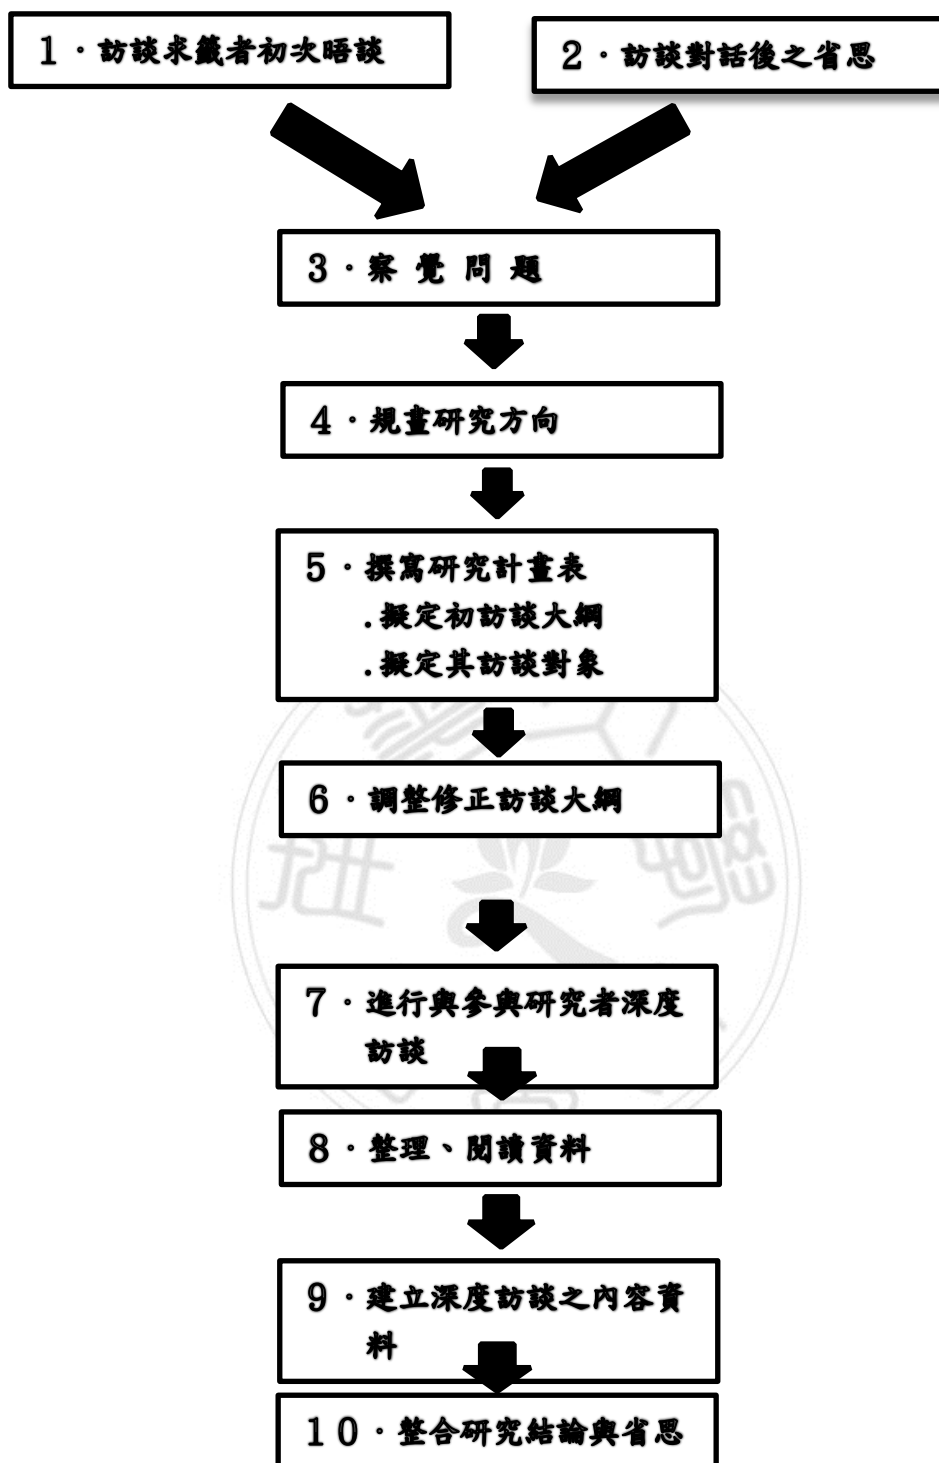 1．訪談求籤者初次晤談
2．訪談對話後之省思
3．察 覺 問 題
4．規畫研究方向
5．撰寫研究計畫表
.擬定初訪談大綱
.擬定其訪談對象
6．調整修正訪談大綱
7．進行與參與研究者深度
訪談
8．整理、閱讀資料
9．建立深度訪談之內容資
料
10．整合研究結論與省思